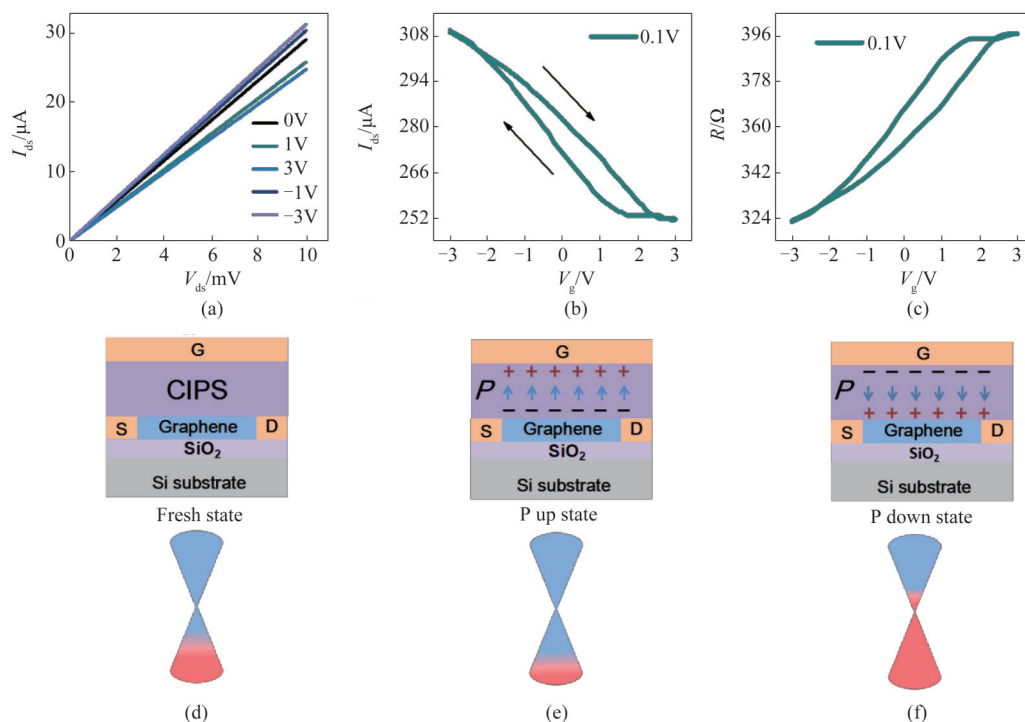 30
20
10
0
I_ds/μA
0V
1V
3V
−1V
−3V
0 2 4 6 8 10
V_ds/mV
(a)
308
294
280
266
252
I_ds/μA
0.1V
−3 −2 −1 0 1 2 3
V_g/V
(b)
396
378
360
342
324
R/Ω
0.1V
−3 −2 −1 0 1 2 3
V_g/V
(c)
G
CIPS
S Graphene D
SiO₂
Si substrate
Fresh state
(d)
G
+ + + + + +
P
− − − − − −
S Graphene D
SiO₂
Si substrate
P up state
(e)
G
− − − − − −
P
+ + + + + +
S Graphene D
SiO₂
Si substrate
P down state
(f)